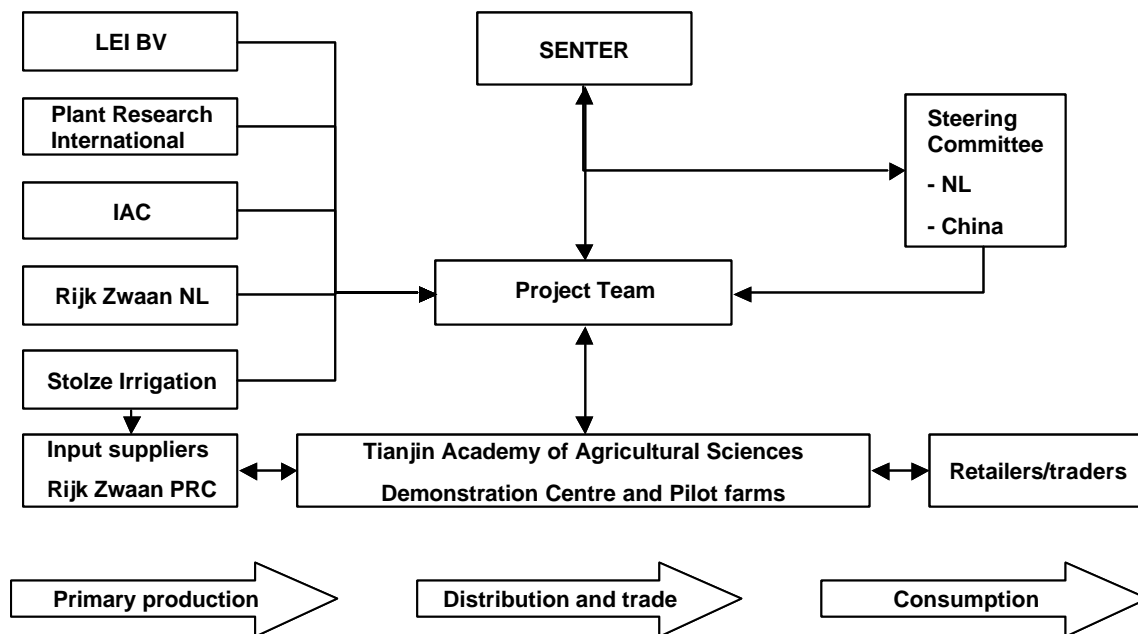 LEI BV
Plant Research
International
IAC
Rijk Zwaan NL
Stolze Irrigation
SENTER
Steering
Committee
- NL
- China
Project Team
Input suppliers
Rijk Zwaan PRC
Tianjin Academy of Agricultural Sciences
Demonstration Centre and Pilot farms
Retailers/traders
Primary production
Distribution and trade
Consumption